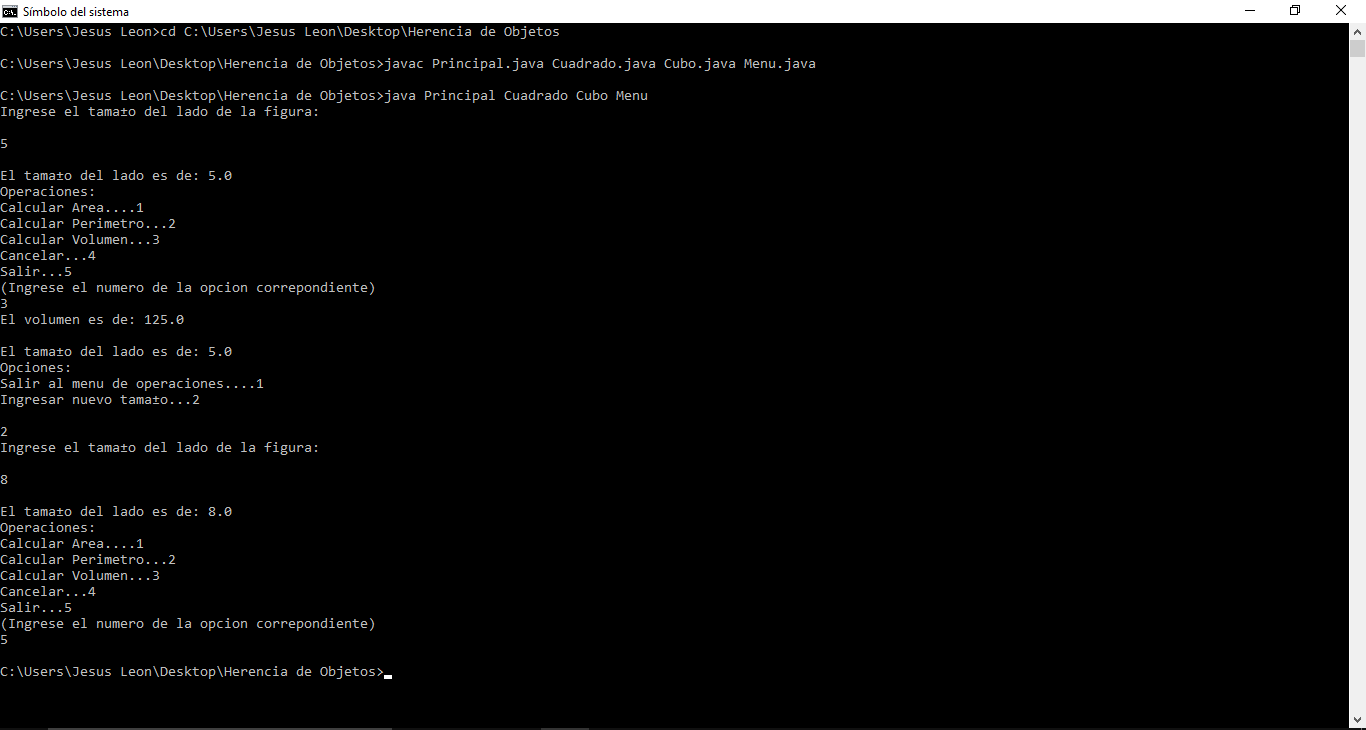 Símbolo del sistema
C:\Users\Jesus Leon>cd C:\Users\Jesus Leon\Desktop\Herencia de Objetos
C:\Users\Jesus Leon\Desktop\Herencia de Objetos>javac Principal.java Cuadrado.java Cubo.java Menu.java
C:\Users\Jesus Leon\Desktop\Herencia de Objetos>java Principal Cuadrado Cubo Menu
Ingrese el tama±o del lado de la figura:
5
El tama±o del lado es de: 5.0
Operaciones:
Calcular Area....1
Calcular Perimetro...2
Calcular Volumen...3
Cancelar...4
Salir...5
(Ingrese el numero de la opcion correpondiente)
3
El volumen es de: 125.0
El tama±o del lado es de: 5.0
Opciones:
Salir al menu de operaciones....1
Ingresar nuevo tama±o...2
2
Ingrese el tama±o del lado de la figura:
8
El tama±o del lado es de: 8.0
Operaciones:
Calcular Area....1
Calcular Perimetro...2
Calcular Volumen...3
Cancelar...4
Salir...5
(Ingrese el numero de la opcion correpondiente)
5
C:\Users\Jesus Leon\Desktop\Herencia de Objetos>